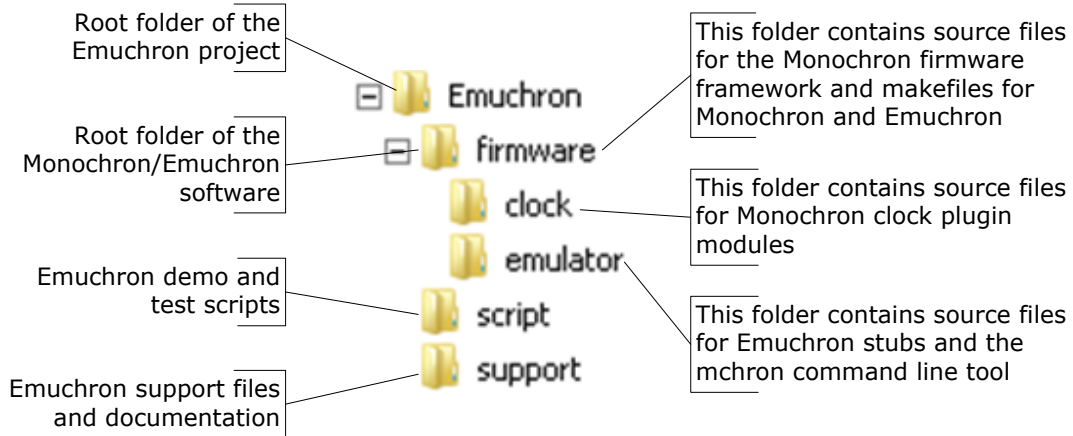 Root folder of the
Emuchron project
Root folder of the
Monochron/Emuchron
software
Emuchron demo and
test scripts
Emuchron support files
and documentation
Emuchron
firmware
clock
emulator
script
support
This folder contains source files
for the Monochron firmware
framework and makefiles for
Monochron and Emuchron
This folder contains source files
for Monochron clock plugin
modules
This folder contains source files
for Emuchron stubs and the
mchron command line tool